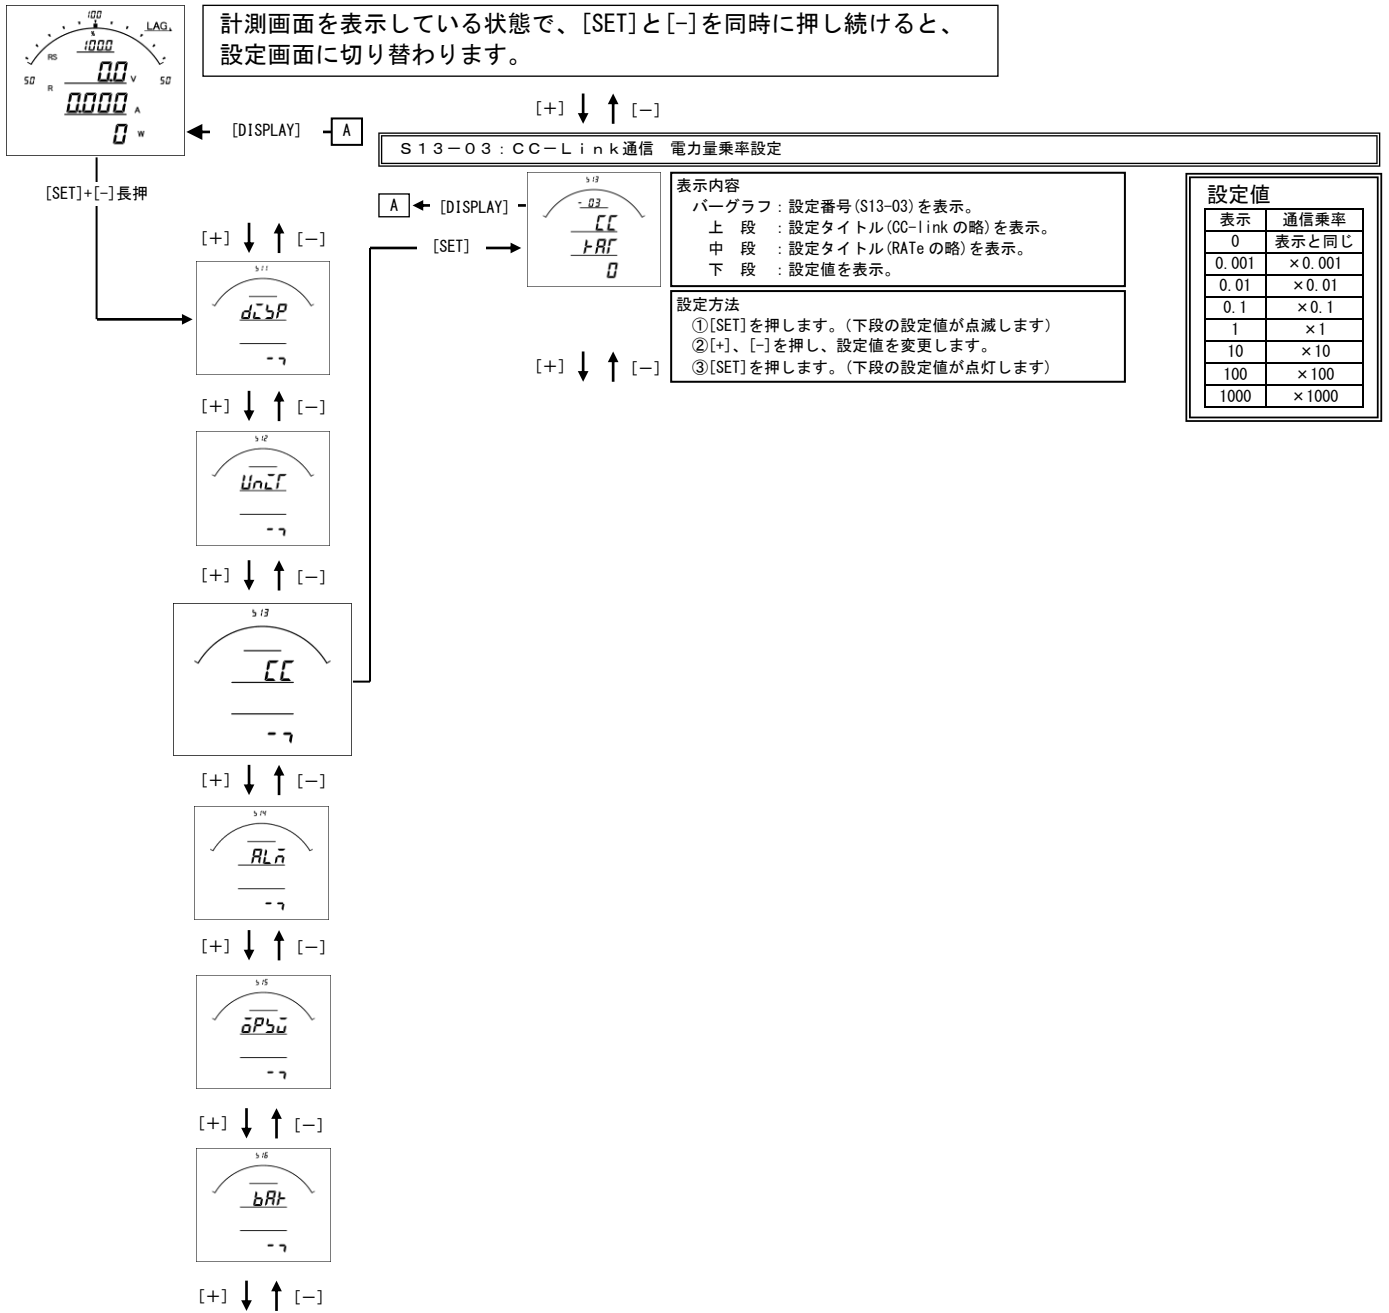 計測画面を表示している状態で、[SET]と[-]を同時に押し続けると、
設定画面に切り替わります。
100
LAG.
%
100.0
RS
50
0.0 V
50
R
0.000 A
0 W
[DISPLAY]
A
[SET]+[-]長押
[+] [-]
S13-03:CC-Link通信 電力量乗率設定
A
[DISPLAY]
[SET]
S13
-03
CC
rAT
0
表示内容
バーグラフ:設定番号(S13-03)を表示。
上 段 :設定タイトル(CC-linkの略)を表示。
中 段 :設定タイトル(RATeの略)を表示。
下 段 :設定値を表示。
設定方法
①[SET]を押します。(下段の設定値が点滅します)
②[+]、[-]を押し、設定値を変更します。
③[SET]を押します。(下段の設定値が点灯します)
[+] [-]
設定値
表示 通信乗率
0 表示と同じ
0.001 ×0.001
0.01 ×0.01
0.1 ×0.1
1 ×1
10 ×10
100 ×100
1000 ×1000
[+] [-]
S11
diSP
[+] [-]
S12
UniT
[+] [-]
S13
CC
[+] [-]
S14
[+] [-]
S15
[+] [-]
S16
bAr
[+] [-]